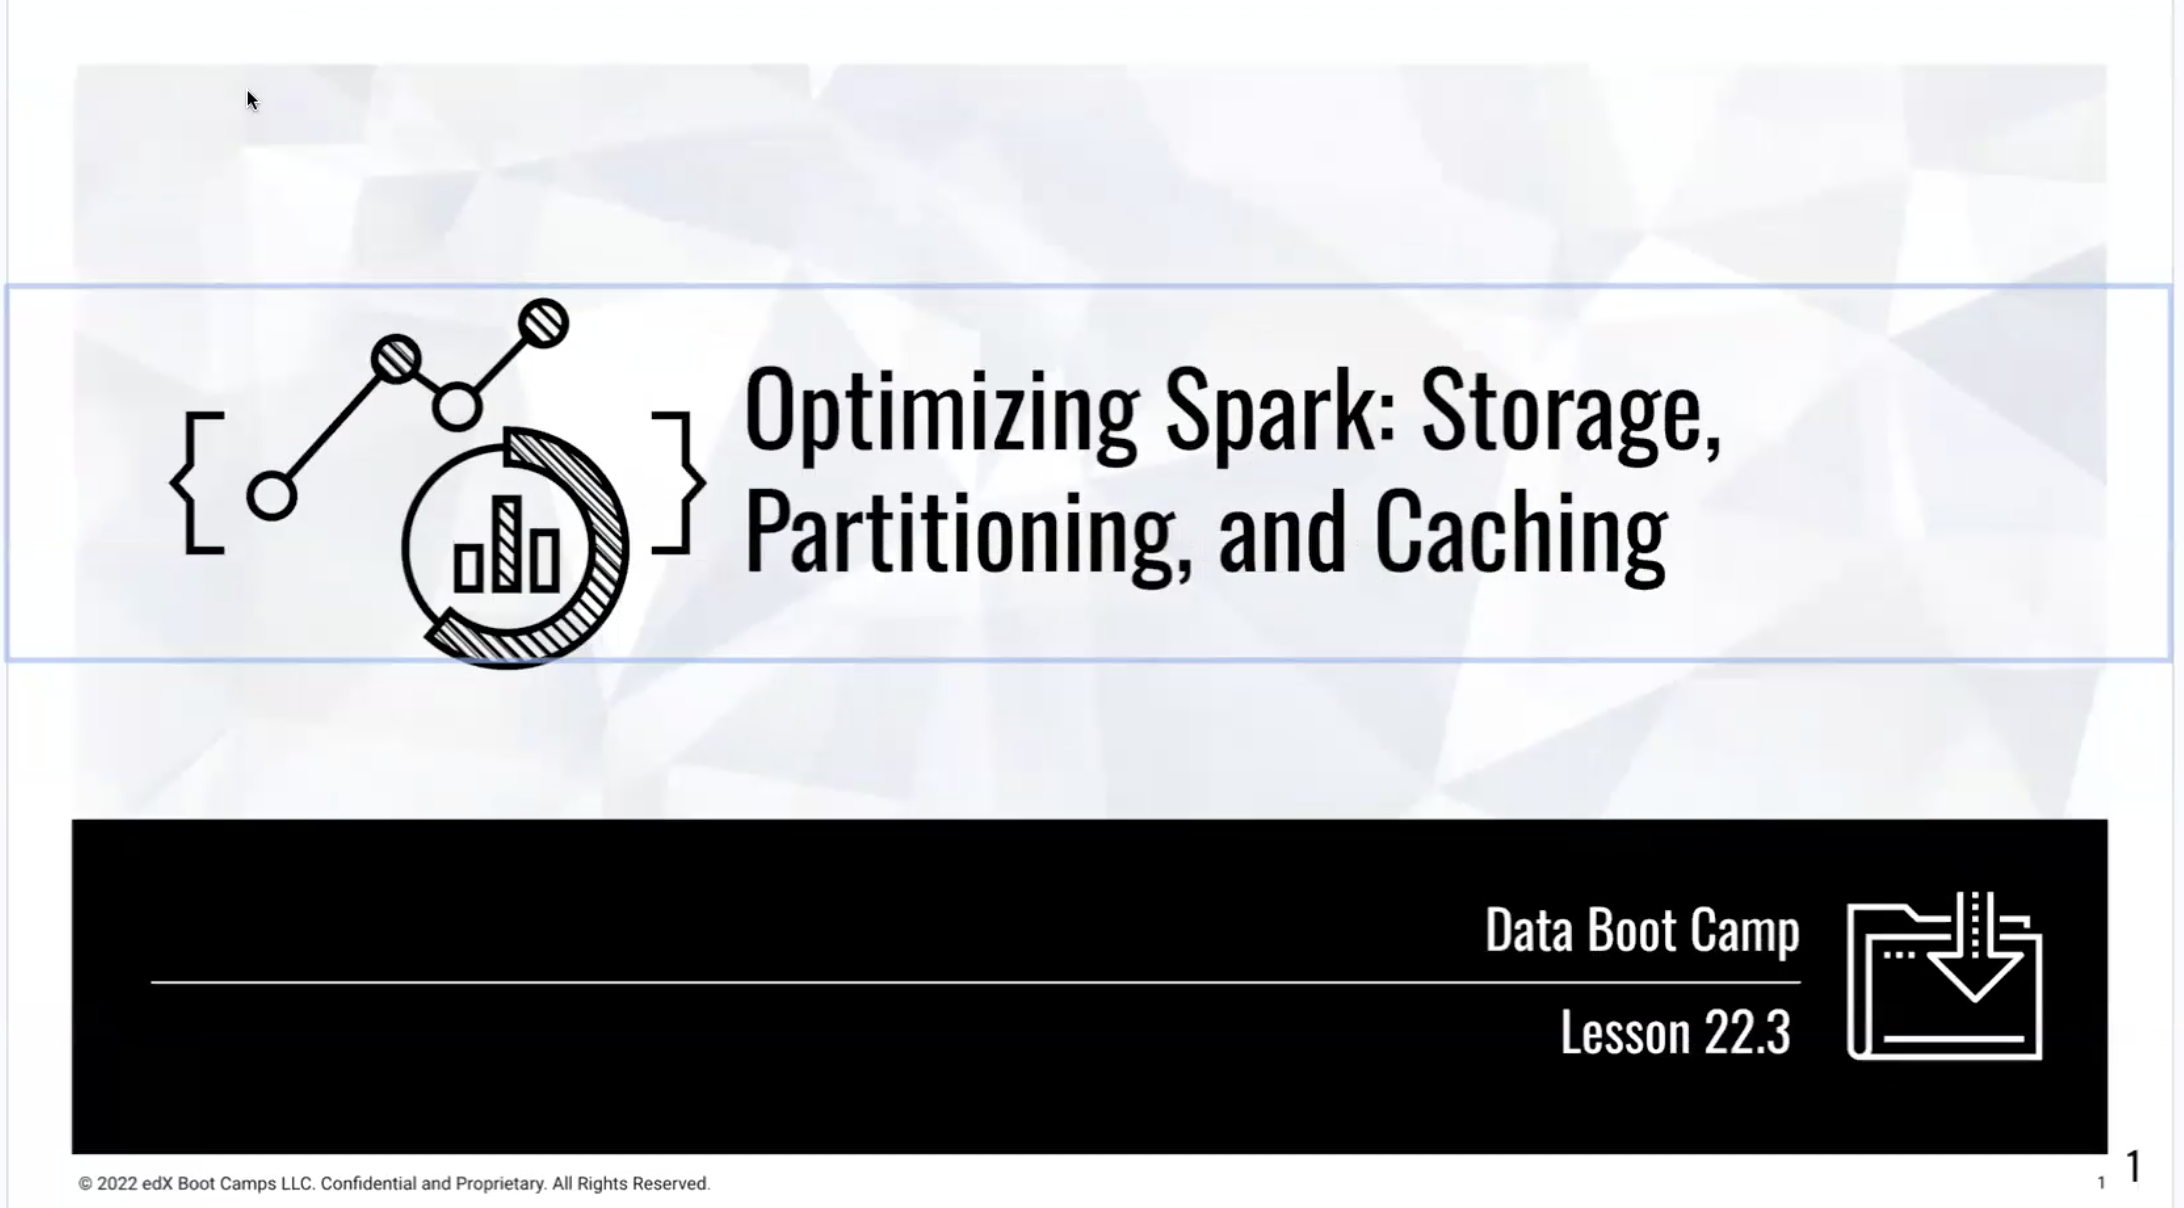 Optimizing Spark: Storage,
Partitioning, and Caching
Data Boot Camp
Lesson 22.3
© 2022 edX Boot Camps LLC. Confidential and Proprietary. All Rights Reserved.
1
1